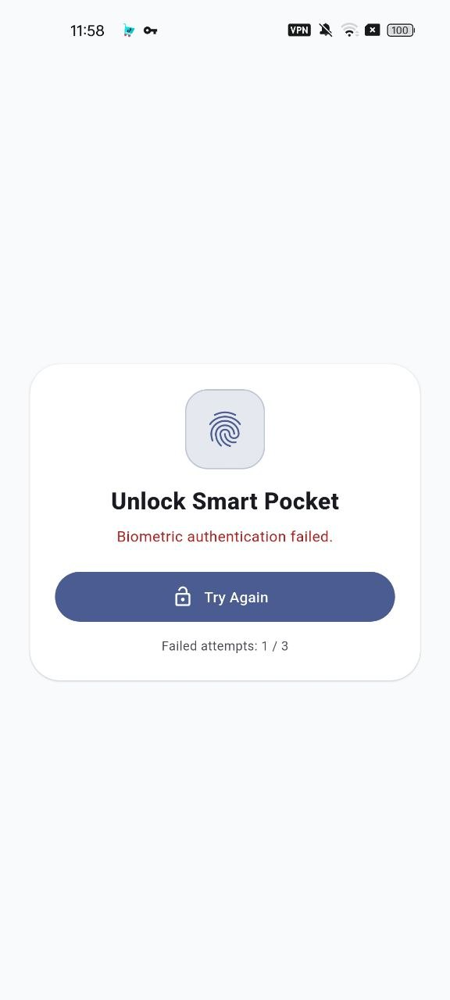 11:58
VPN
100
Unlock Smart Pocket
Biometric authentication failed.
Try Again
Failed attempts: 1 / 3